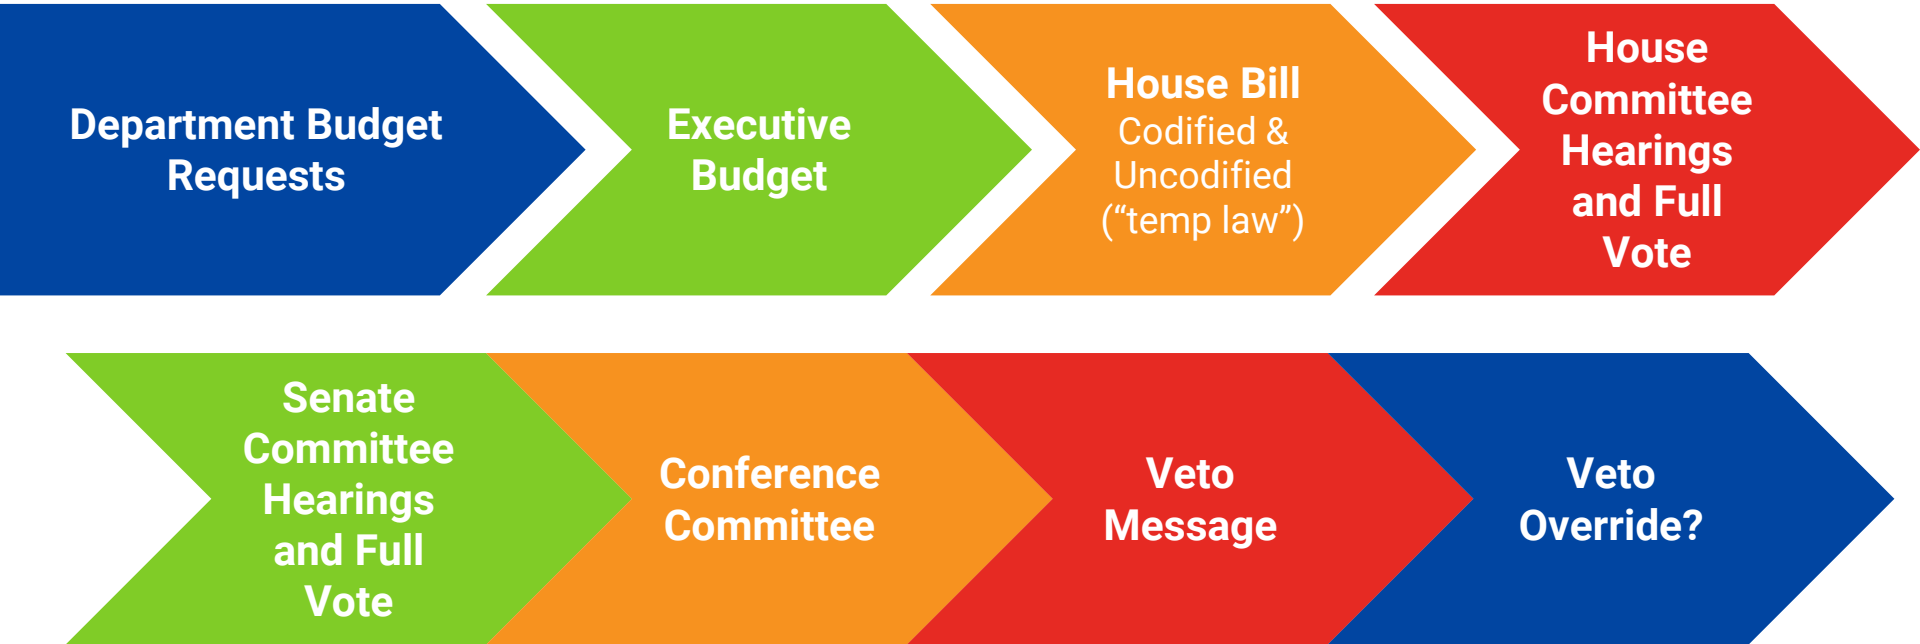 Department Budget
Requests
Executive
Budget
House Bill
Codified &
Uncodified
(“temp law”)
House
Committee
Hearings
and Full
Vote
Senate
Committee
Hearings
and Full
Vote
Conference
Committee
Veto
Message
Veto
Override?